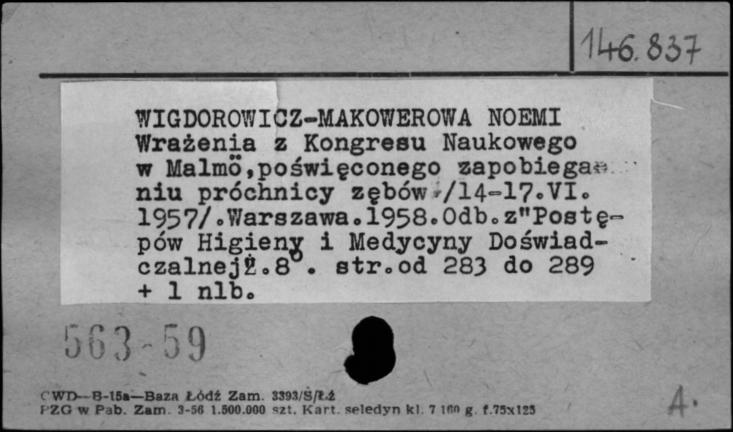 146.837
WIGDOROWICZ-MAKOWEROWA NOEMI
Wrażenia z Kongresu Naukowego
w Malmö, poświęconego zapobiega=
niu próchnicy zębów /14-17.VI.
1957/.Warszawa.1958.Odb.z"Postę-
pów Higieny i Medycyny Doświad-
czalnej 8°. str.od 283 do 289
+ 1 nlb.
563-59
CWD—B-15a—Baza Łódź Zam. 3393/S/Ł.Ż
PZG w Pab. Zam. 3-56 1.500.000 szt. Kart. seledyn kl. 7 160 g. f.75x125
A.